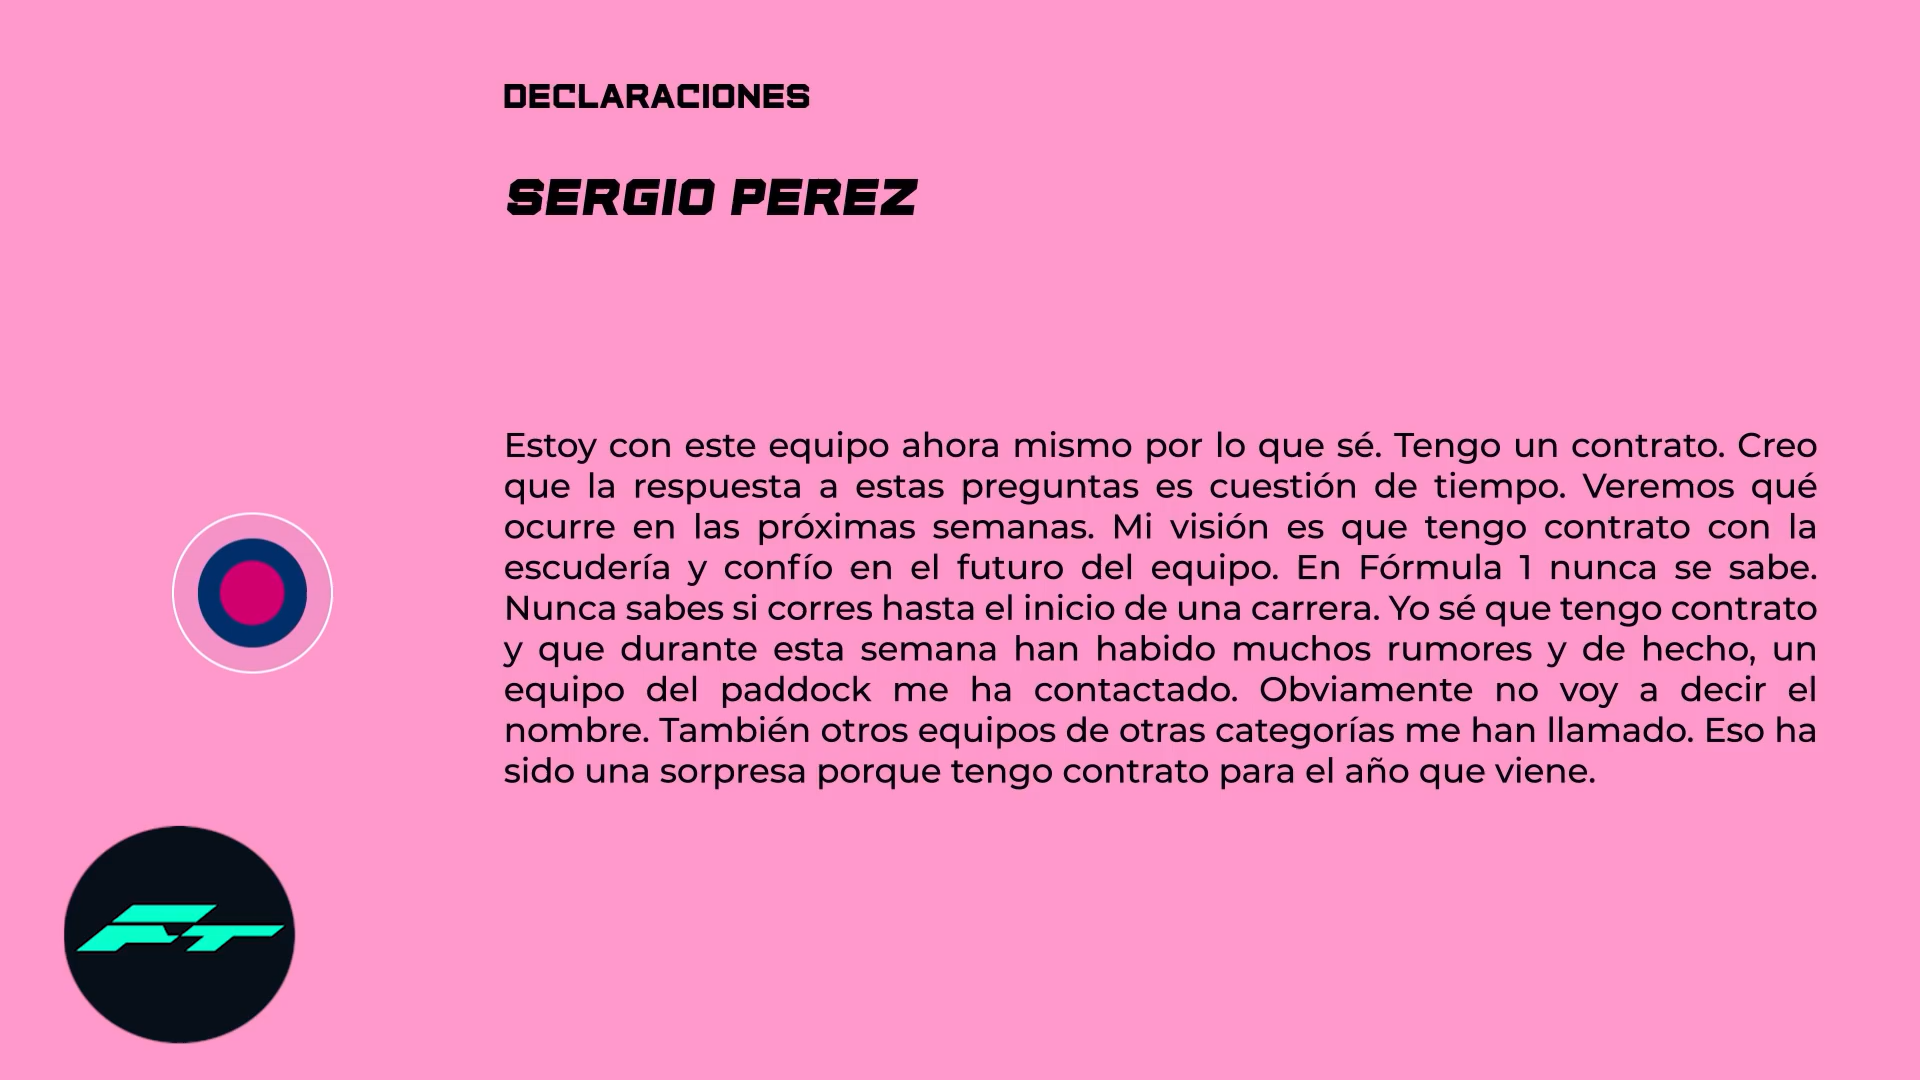 DECLARACIONES
SERGIO PEREZ
Estoy con este equipo ahora mismo por lo que sé. Tengo un contrato. Creo
que la respuesta a estas preguntas es cuestión de tiempo. Veremos qué
ocurre en las próximas semanas. Mi visión es que tengo contrato con la
escudería y confío en el futuro del equipo. En Fórmula 1 nunca se sabe.
Nunca sabes si corres hasta el inicio de una carrera. Yo sé que tengo contrato
y que durante esta semana han habido muchos rumores y de hecho, un
equipo del paddock me ha contactado. Obviamente no voy a decir el
nombre. También otros equipos de otras categorías me han llamado. Eso ha
sido una sorpresa porque tengo contrato para el año que viene.
FT